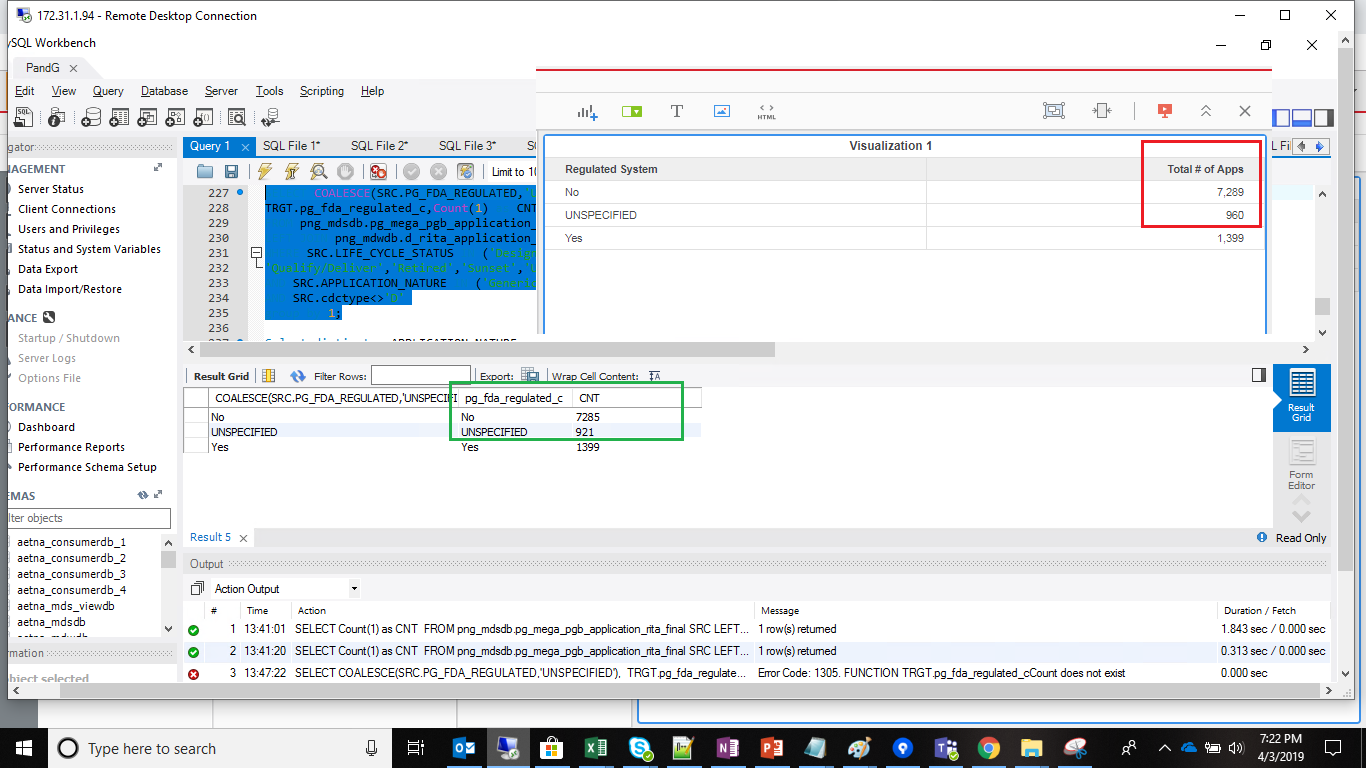 172.31.1.94 - Remote Desktop Connection
ySQL Workbench
PandG
Edit View Query Database Server Tools Scripting Help
HTML
gator
Query 1 SQL File 1* SQL File 2* SQL File 3*
Visualization 1
L Fil
NAGEMENT
Server Status
Client Connections
Users and Privileges
Status and System Variables
Data Export
Data Import/Restore
ANCE
Startup / Shutdown
Server Logs
Options File
FORMANCE
Dashboard
Performance Reports
Performance Schema Setup
EMAS
lter objects
aetna_consumerdb_1
aetna_consumerdb_2
aetna_consumerdb_3
aetna_consumerdb_4
aetna_mds_viewdb
aetna_mdsdb
rmation
object selected
Limit to 10
227 COALESCE(SRC.PG_FDA_REGULATED,
228 TRGT.pg_fda_regulated_c,Count(1) CNT
229 png_mdsdb.pg_mega_pgb_application_
230 png_mdwdb.d_rita_application_
231 SRC.LIFE_CYCLE_STATUS ('Design
232 'Qualify/Deliver','Retired','Sunset',
233 SRC.APPLICATION_NATURE ('Generic
234 SRC.cdctype<>'D'
235 1;
236
Regulated System Total # of Apps
No 7,289
UNSPECIFIED 960
Yes 1,399
Result Grid Filter Rows: Export: Wrap Cell Content:
COALESCE(SRC.PG_FDA_REGULATED,'UNSPECIFI pg_fda_regulated_c CNT
No No 7285
UNSPECIFIED UNSPECIFIED 921
Yes Yes 1399
Result
Grid
Form
Editor
Result 5
Read Only
Output
Action Output
# Time Action Message Duration / Fetch
1 13:41:01 SELECT Count(1) as CNT FROM png_mdsdb.pg_mega_pgb_application_rita_final SRC LEFT... 1 row(s) returned 1.843 sec / 0.000 sec
2 13:41:20 SELECT Count(1) as CNT FROM png_mdsdb.pg_mega_pgb_application_rita_final SRC LEFT... 1 row(s) returned 0.313 sec / 0.000 sec
3 13:47:22 SELECT COALESCE(SRC.PG_FDA_REGULATED,'UNSPECIFIED'), TRGT.pg_fda_regulate... Error Code: 1305. FUNCTION TRGT.pg_fda_regulated_cCount does not exist 0.000 sec
Type here to search
7:22 PM
4/3/2019